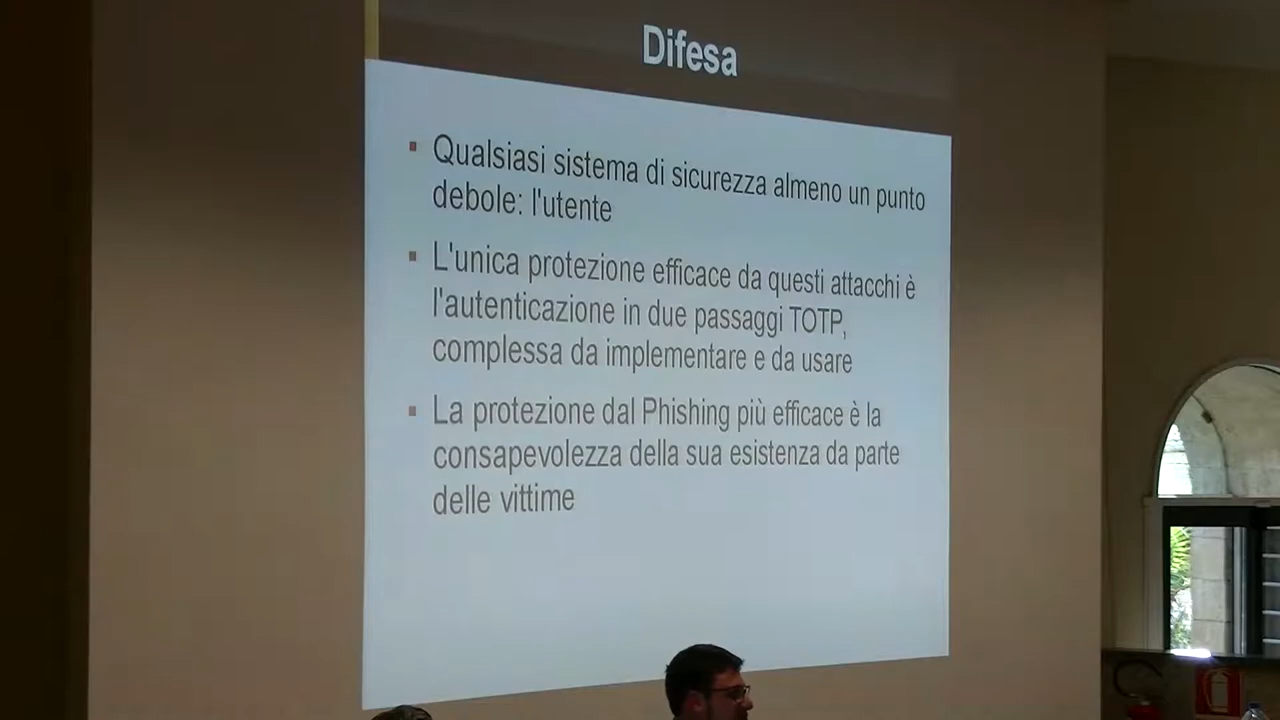 Difesa
Qualsiasi sistema di sicurezza almeno un punto
debole: l'utente
L'unica protezione efficace da questi attacchi è
l'autenticazione in due passaggi TOTP,
complessa da implementare e da usare
La protezione dal Phishing più efficace è la
consapevolezza della sua esistenza da parte
delle vittime